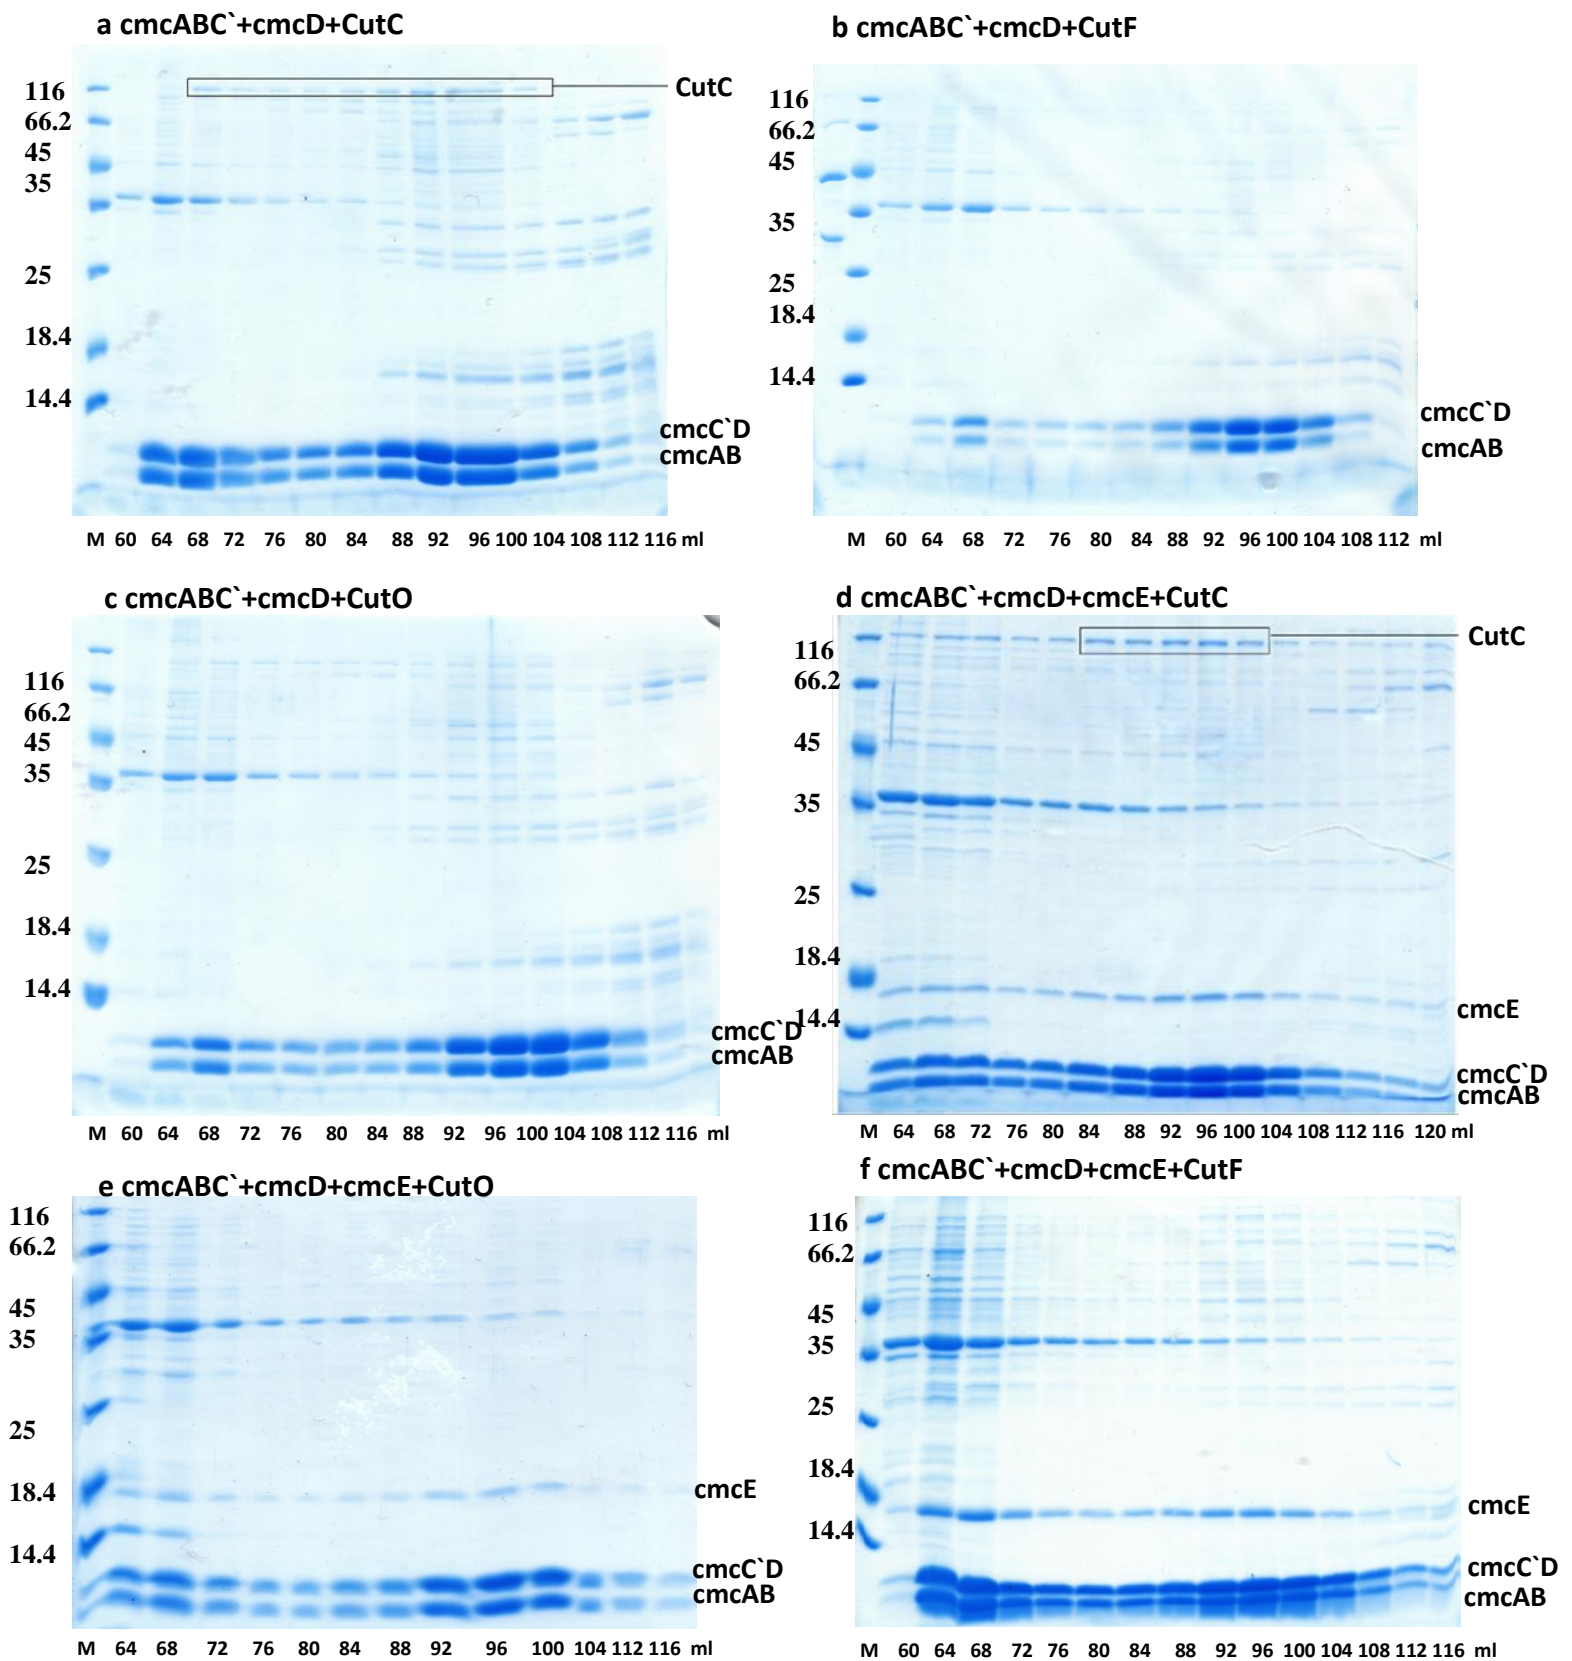 a cmcABC`+cmcD+CutC
116
66.2
45
35
25
18.4
14.4
CutC
cmcC`D
cmcAB
M 60 64 68 72 76 80 84 88 92 96 100 104 108 112 116 ml
b cmcABC`+cmcD+CutF
116
66.2
45
35
25
18.4
14.4
cmcC`D
cmcAB
M 60 64 68 72 76 80 84 88 92 96 100 104 108 112 ml
c cmcABC`+cmcD+CutO
116
66.2
45
35
25
18.4
14.4
cmcC`D
cmcAB
M 60 64 68 72 76 80 84 88 92 96 100 104 108 112 116 ml
d cmcABC`+cmcD+cmcE+CutC
116
66.2
45
35
25
18.4
14.4
CutC
cmcE
cmcC`D
cmcAB
M 64 68 72 76 80 84 88 92 96 100 104 108 112 116 120 ml
e cmcABC`+cmcD+cmcE+CutO
116
66.2
45
35
25
18.4
14.4
cmcE
cmcC`D
cmcAB
M 64 68 72 76 80 84 88 92 96 100 104 112 116 ml
f cmcABC`+cmcD+cmcE+CutF
116
66.2
45
35
25
18.4
14.4
cmcE
cmcC`D
cmcAB
M 60 64 68 72 76 80 84 88 92 96 100 104 108 112 116 ml